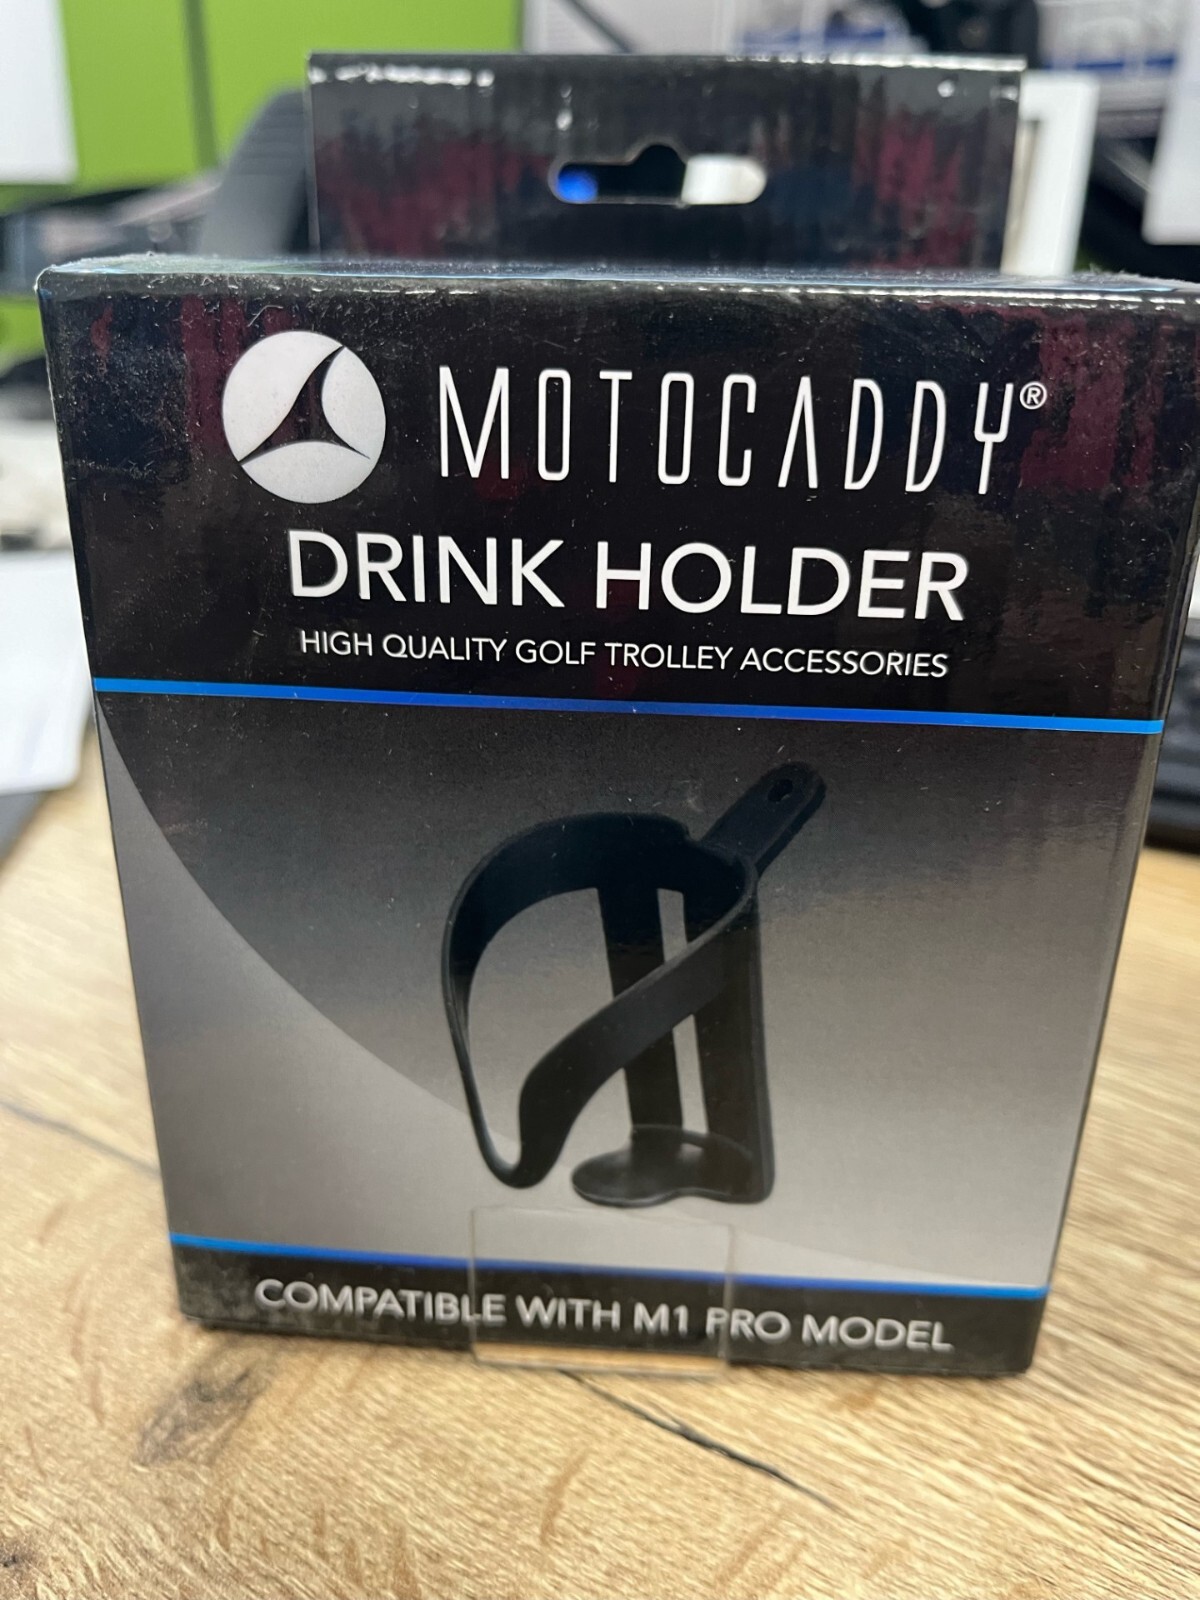 MOTOCADDY®
DRINK HOLDER
HIGH QUALITY GOLF TROLLEY ACCESSORIES
COMPATIBLE WITH M1 PRO MODEL